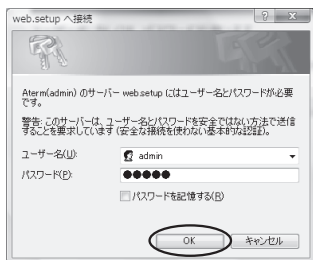 web.setup へ接続
Aterm(admin) のサーバー web.setup にはユーザー名とパスワードが必要
です。
警告: このサーバーは、ユーザー名とパスワードを安全ではない方法で送信
することを要求しています (安全な接続を使わない基本的な認証)。
ユーザー名(U):
admin
パスワード(P):
●●●●●
パスワードを記憶する(R)
OK
キャンセル